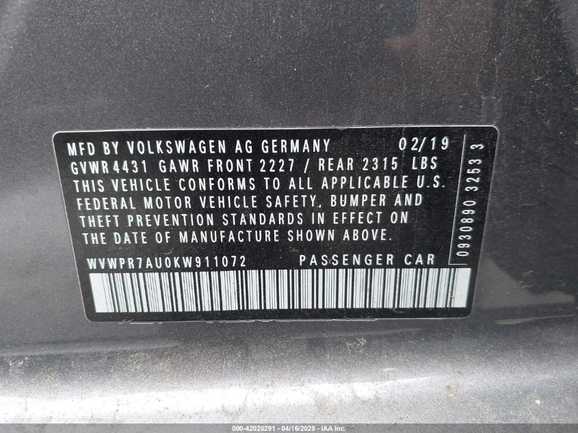 MFD BY VOLKSWAGEN AG GERMANY 02/19
GVWR 4431 GAWR FRONT 2227 / REAR 2315 LBS
THIS VEHICLE CONFORMS TO ALL APPLICABLE U.S.
FEDERAL MOTOR VEHICLE SAFETY, BUMPER AND
THEFT PREVENTION STANDARDS IN EFFECT ON
THE DATE OF MANUFACTURE SHOWN ABOVE.
WVWPR7AU0KW911072 PASSENGER CAR
0930890 3253 3
000-42028291 - 04/16/2025 - IAA Inc.